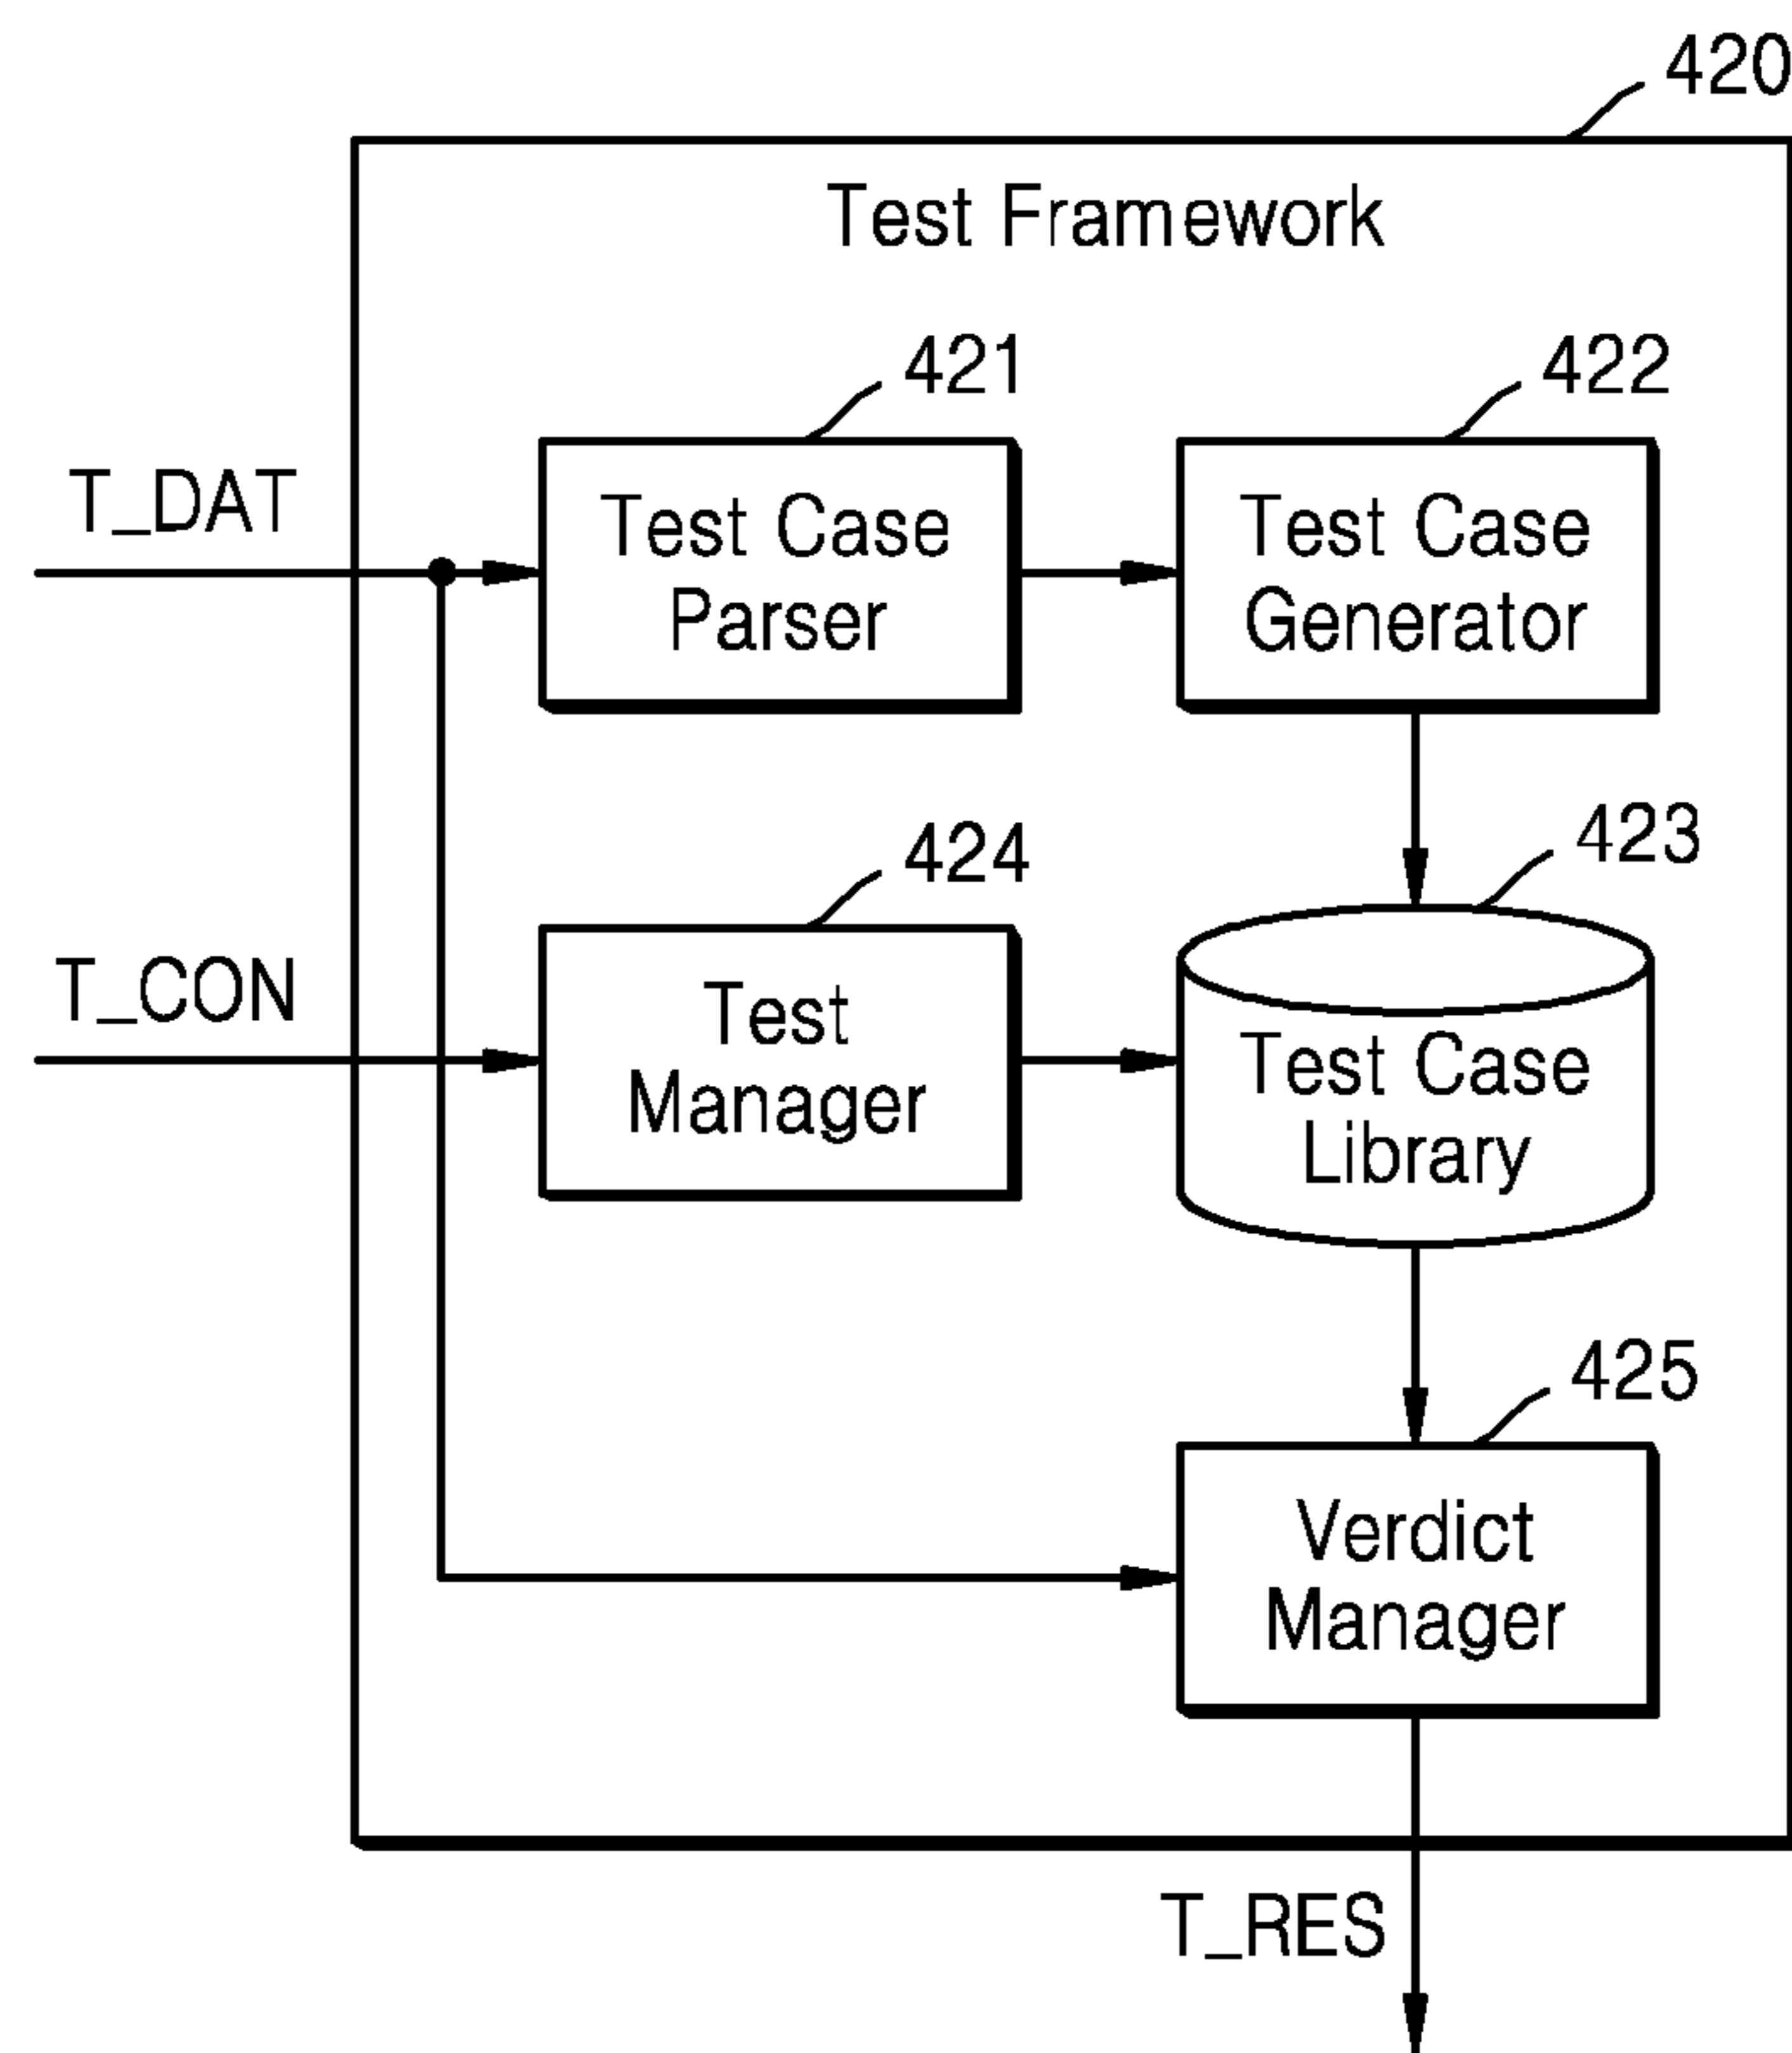 420
Test Framework
421
422
T_DAT
Test Case
Parser
Test Case
Generator
424
423
T_CON
Test
Manager
Test Case
Library
425
Verdict
Manager
T_RES